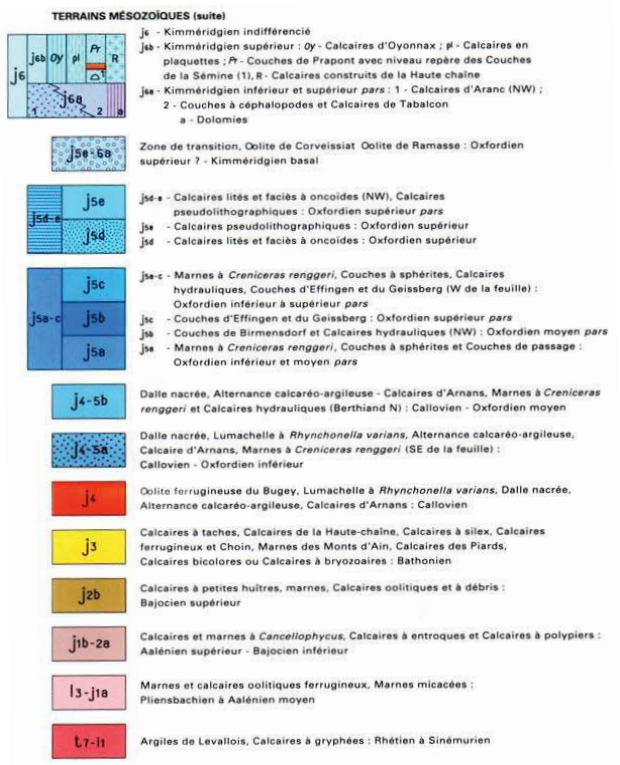 TERRAINS MÉSOZOÏQUES (suite)
j6 j6b Oy pl Pr R 1 j6a 1 2 a
j6 - Kimméridgien indifférencié
j6b - Kimméridgien supérieur : Oy - Calcaires d'Oyonnax ; pl - Calcaires en
plaquettes ; Pr - Couches de Prapont avec niveau repère des Couches
de la Sémine (1), R - Calcaires construits de la Haute chaîne
j6a - Kimméridgien inférieur et supérieur pars : 1 - Calcaires d'Aranc (NW) ;
2 - Couches à céphalopodes et Calcaires de Tabalcon
a - Dolomies
j5e-6a
Zone de transition, Oolite de Corveissiat Oolite de Ramasse : Oxfordien
supérieur ? - Kimméridgien basal
j5d-e j5e j5d
j5d-e - Calcaires lités et faciès à oncoïdes (NW), Calcaires
pseudolithographiques : Oxfordien supérieur pars
j5e - Calcaires pseudolithographiques : Oxfordien supérieur
j5d - Calcaires lités et faciès à oncoïdes : Oxfordien supérieur
j5a-c j5c j5b j5a
j5a-c - Marnes à Creniceras renggeri, Couches à sphérites, Calcaires
hydrauliques, Couches d'Effingen et du Geissberg (W de la feuille) :
Oxfordien inférieur à supérieur pars
j5c - Couches d'Effingen et du Geissberg : Oxfordien supérieur pars
j5b - Couches de Birmensdorf et Calcaires hydrauliques (NW) : Oxfordien moyen pars
j5a - Marnes à Creniceras renggeri, Couches à sphérites et Couches de passage :
Oxfordien inférieur et moyen pars
j4-5b
Dalle nacrée, Alternance calcaréo-argileuse - Calcaires d'Arnans, Marnes à Creniceras
renggeri et Calcaires hydrauliques (Berthiand N) : Callovien - Oxfordien moyen
j4-5a
Dalle nacrée, Lumachelle à Rhynchonella varians, Alternance calcaréo-argileuse,
Calcaire d'Arnans, Marnes à Creniceras renggeri (SE de la feuille) :
Callovien - Oxfordien inférieur
j4
Oolite ferrugineuse du Bugey, Lumachelle à Rhynchonella varians, Dalle nacrée,
Alternance calcaréo-argileuse, Calcaires d'Arnans : Callovien
j3
Calcaires à taches, Calcaires de la Haute-chaîne, Calcaires à silex, Calcaires
ferrugineux et Choin, Marnes des Monts d'Ain, Calcaires des Piards,
Calcaires bicolores ou Calcaires à bryozoaires : Bathonien
j2b
Calcaires à petites huîtres, marnes, Calcaires oolitiques et à débris :
Bajocien supérieur
j1b-2a
Calcaires et marnes à Cancellophycus, Calcaires à entroques et Calcaires à polypiers :
Aalénien supérieur - Bajocien inférieur
l3-j1a
Marnes et calcaires oolitiques ferrugineux, Marnes micacées :
Pliensbachien à Aalénien moyen
t7-l1
Argiles de Levallois, Calcaires à gryphées : Rhétien à Sinémurien